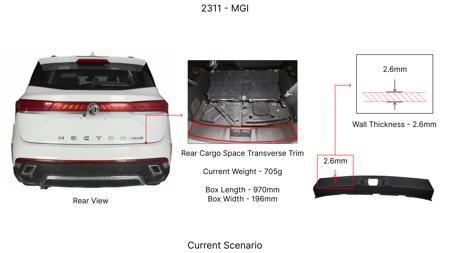 2311 - MGI
2.6mm
Wall Thickness - 2.6mm
HECTOR
Rear Cargo Space Transverse Trim
2.6mm
Current Weight - 705g
Box Length - 970mm
Box Width - 196mm
Rear View
Current Scenario